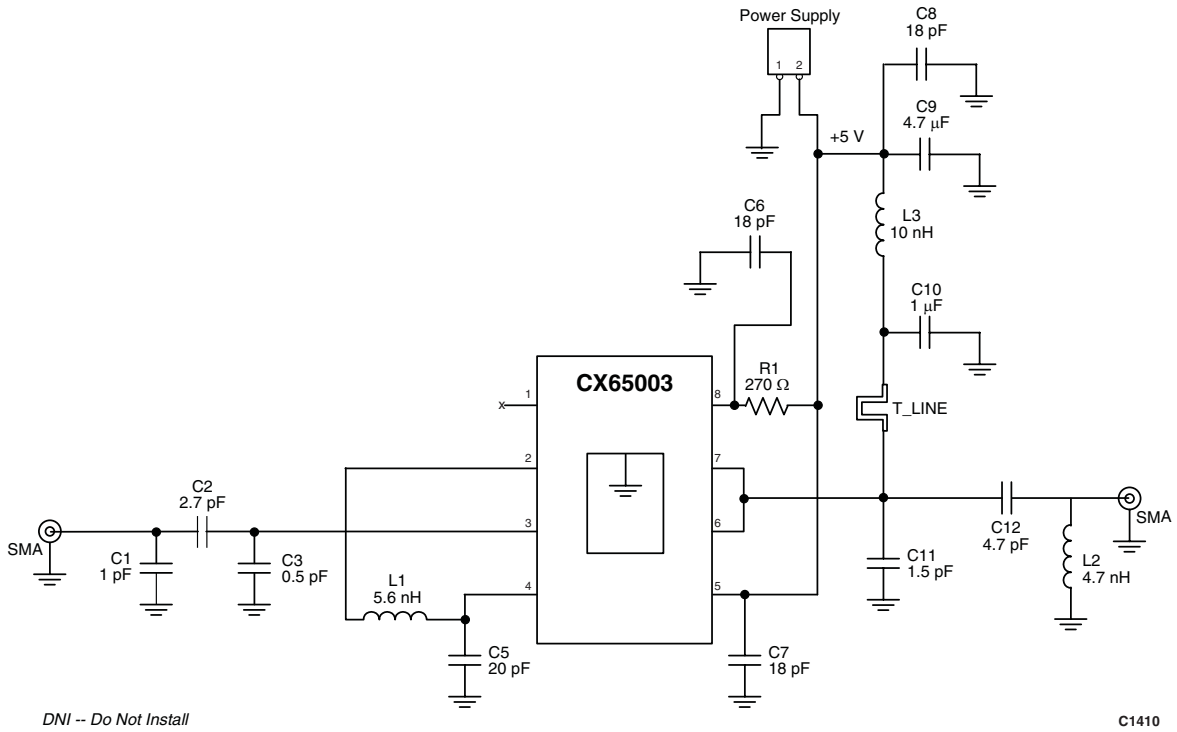 Power Supply
1 2
C8
18 pF
C9
4.7 μF
+5 V
L3
10 nH
C6
18 pF
C10
1 μF
CX65003
R1
270 Ω
T_LINE
1
x
8
2
7
C2
2.7 pF
3
6
SMA
C1
1 pF
C3
0.5 pF
L1
5.6 nH
4
5
C12
4.7 pF
SMA
C11
1.5 pF
L2
4.7 nH
C5
20 pF
C7
18 pF
DNI -- Do Not Install
C1410